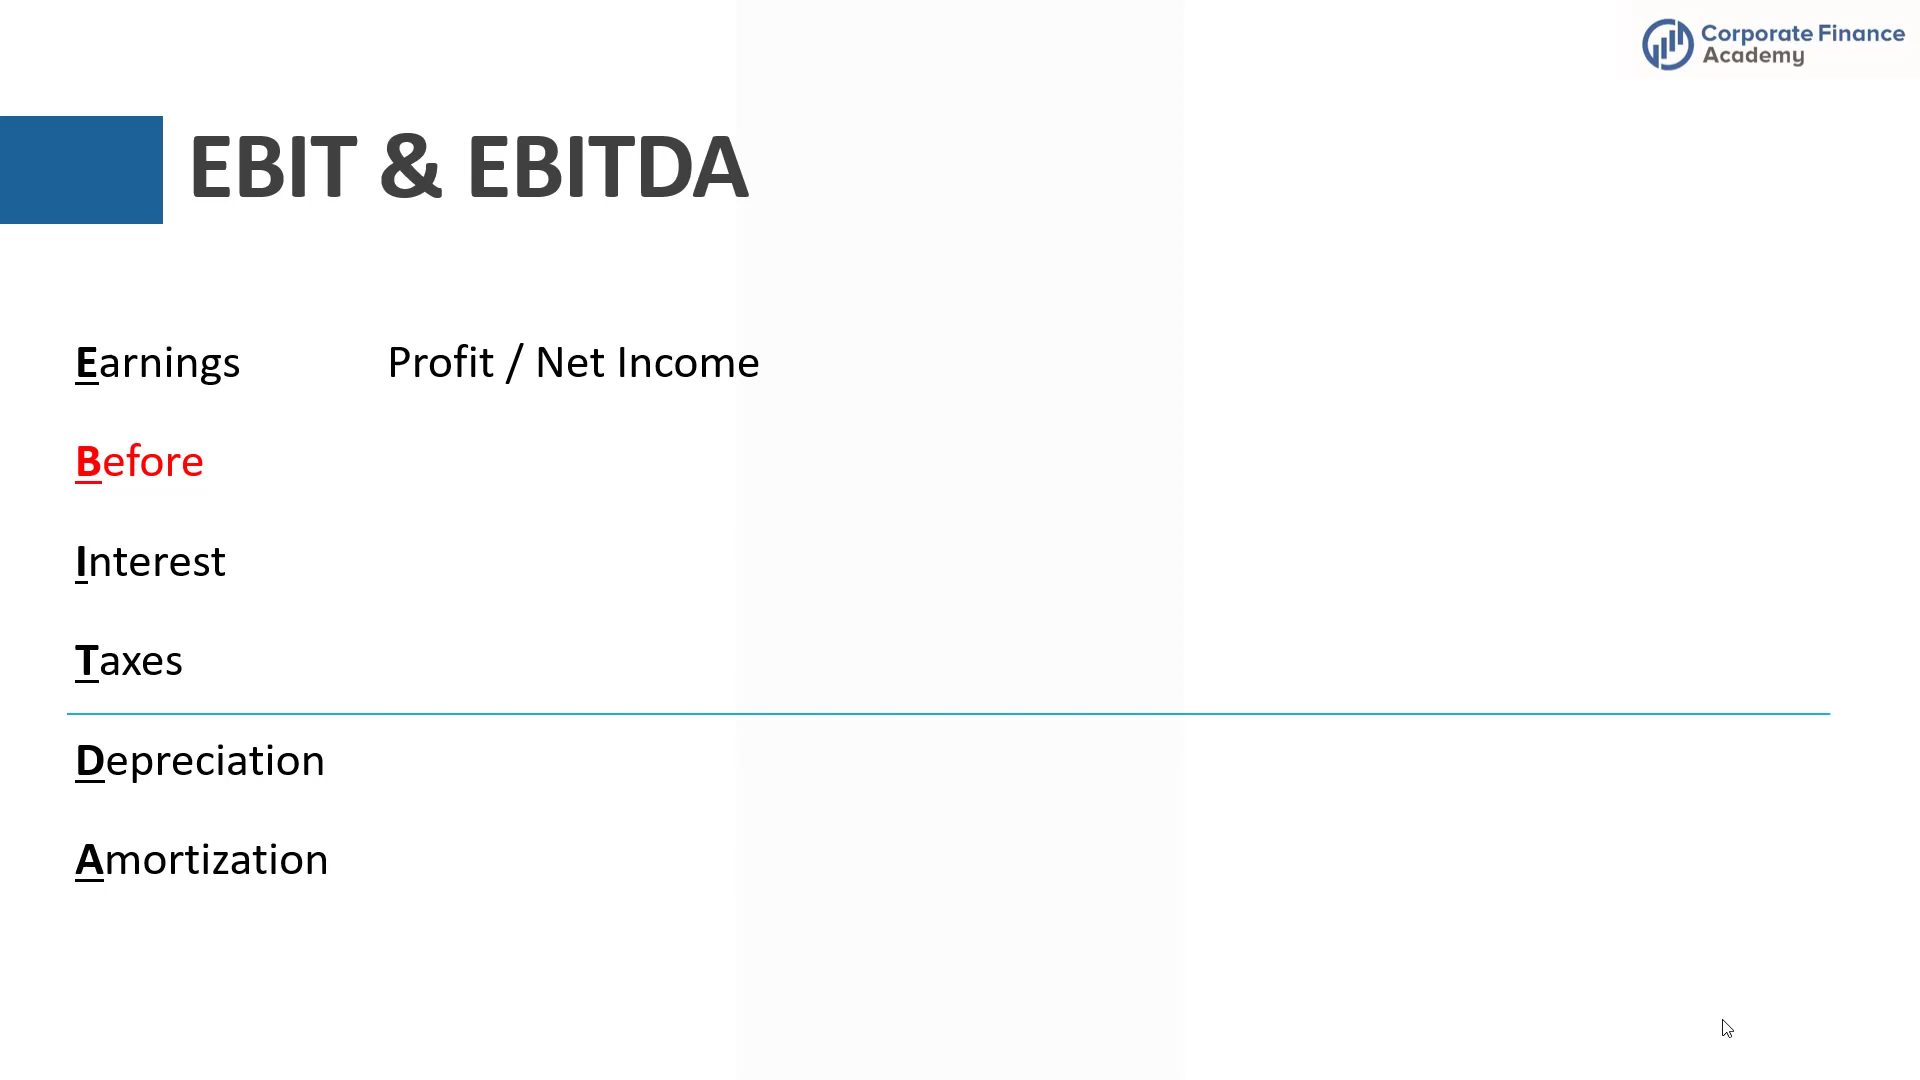 Corporate Finance
Academy
EBIT & EBITDA
Earnings Profit / Net Income
Before
Interest
Taxes
Depreciation
Amortization